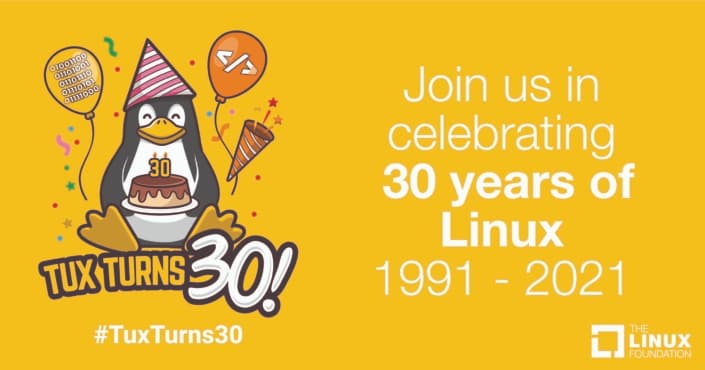 </>
30
TUX TURNS 30!
#TuxTurns30
Join us in
celebrating
30 years of
Linux
1991 - 2021
THE
LINUX
FOUNDATION